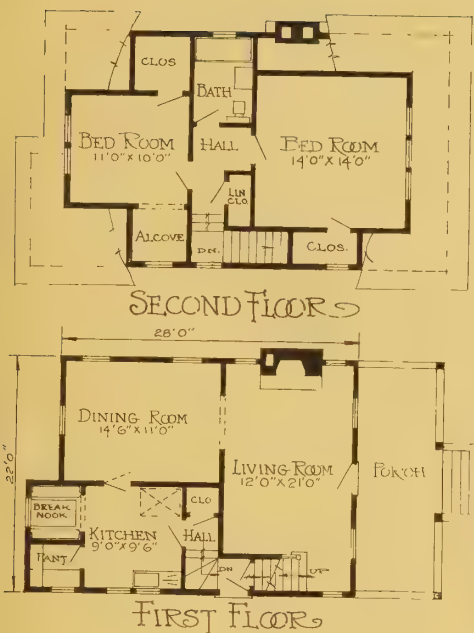 CLOS
BATH
BED ROOM
11'0" X 10'0"
HALL
BED ROOM
14'0" X 14'0"
LIN
CLO.
ALCOVE
DN.
CLOS.
SECOND FLOOR
28'0"
22'0"
DINING ROOM
14'6" X 11'0"
LIVING ROOM
12'0" X 21'0"
PORCH
BREAK
NOOK
CLO
KITCHEN
9'0" X 9'6"
HALL
PANT.
DN
UP
FIRST FLOOR